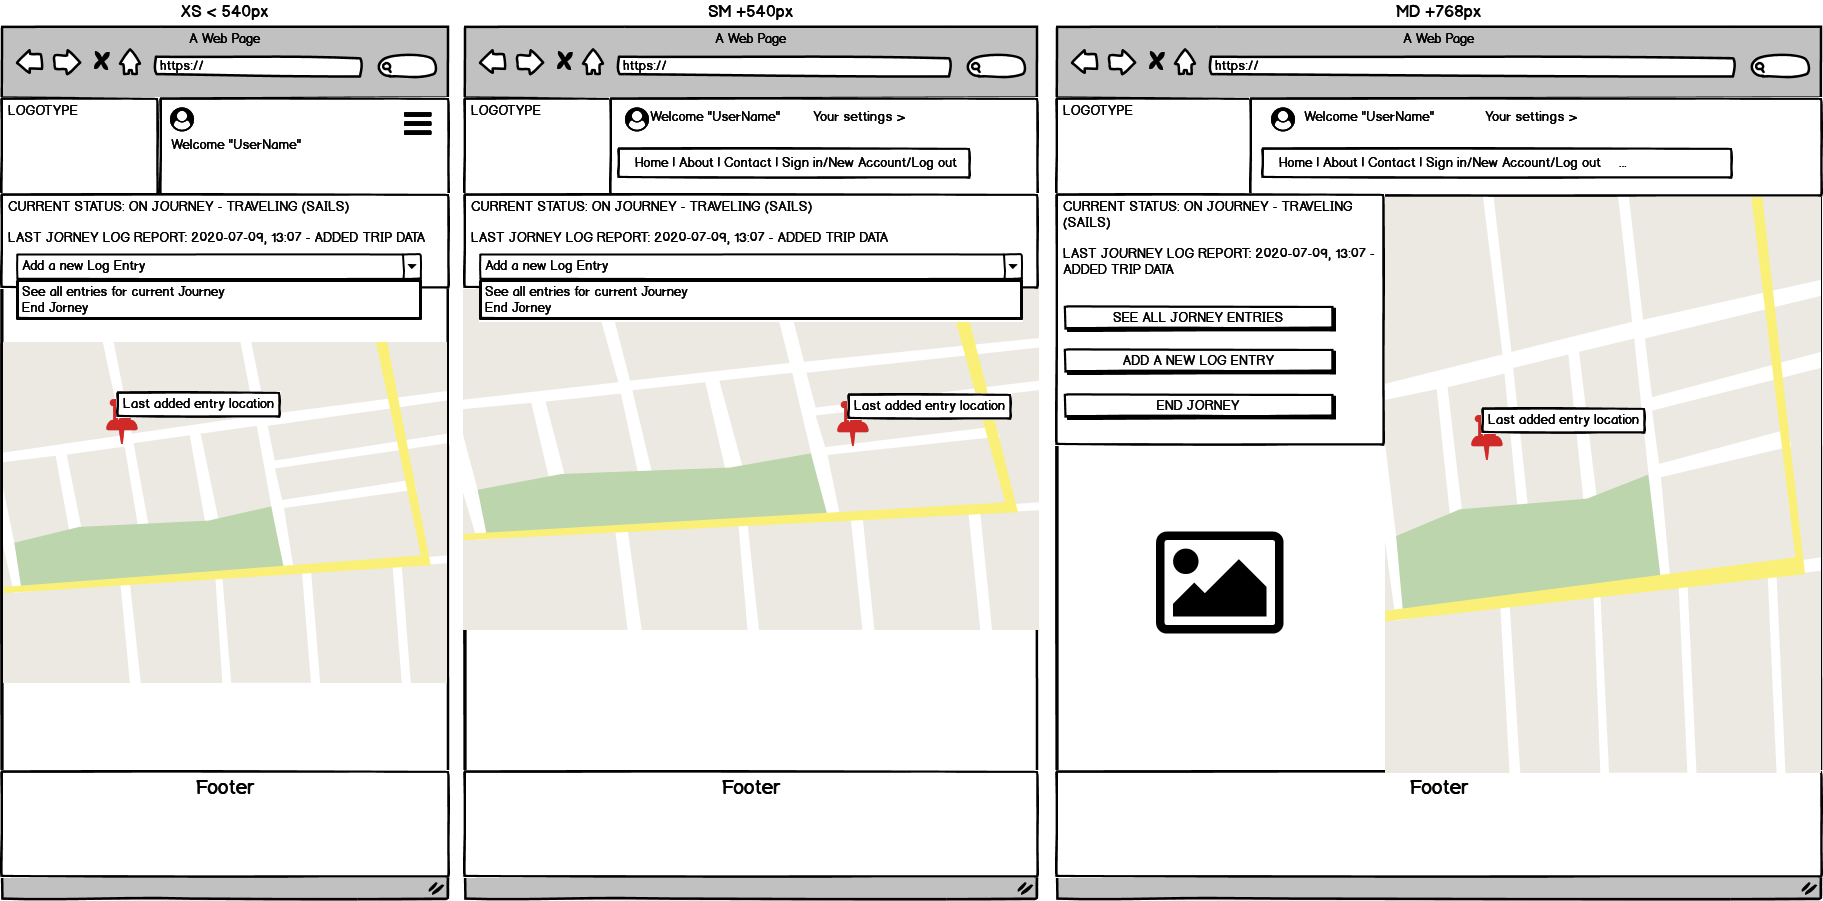 XS < 540px
A Web Page
https://
LOGOTYPE
Welcome "UserName"
CURRENT STATUS: ON JOURNEY - TRAVELING (SAILS)
LAST JORNEY LOG REPORT: 2020-07-09, 13:07 - ADDED TRIP DATA
Add a new Log Entry
See all entries for current Journey
End Jorney
Last added entry location
Footer
SM +540px
A Web Page
https://
LOGOTYPE
Welcome "UserName" Your settings >
Home | About | Contact | Sign in/New Account/Log out
CURRENT STATUS: ON JOURNEY - TRAVELING (SAILS)
LAST JORNEY LOG REPORT: 2020-07-09, 13:07 - ADDED TRIP DATA
Add a new Log Entry
See all entries for current Journey
End Jorney
Last added entry location
Footer
MD +768px
A Web Page
https://
LOGOTYPE
Welcome "UserName" Your settings >
Home | About | Contact | Sign in/New Account/Log out ...
CURRENT STATUS: ON JOURNEY - TRAVELING
(SAILS)
LAST JOURNEY LOG REPORT: 2020-07-09, 13:07 -
ADDED TRIP DATA
SEE ALL JORNEY ENTRIES
ADD A NEW LOG ENTRY
END JORNEY
Last added entry location
Footer